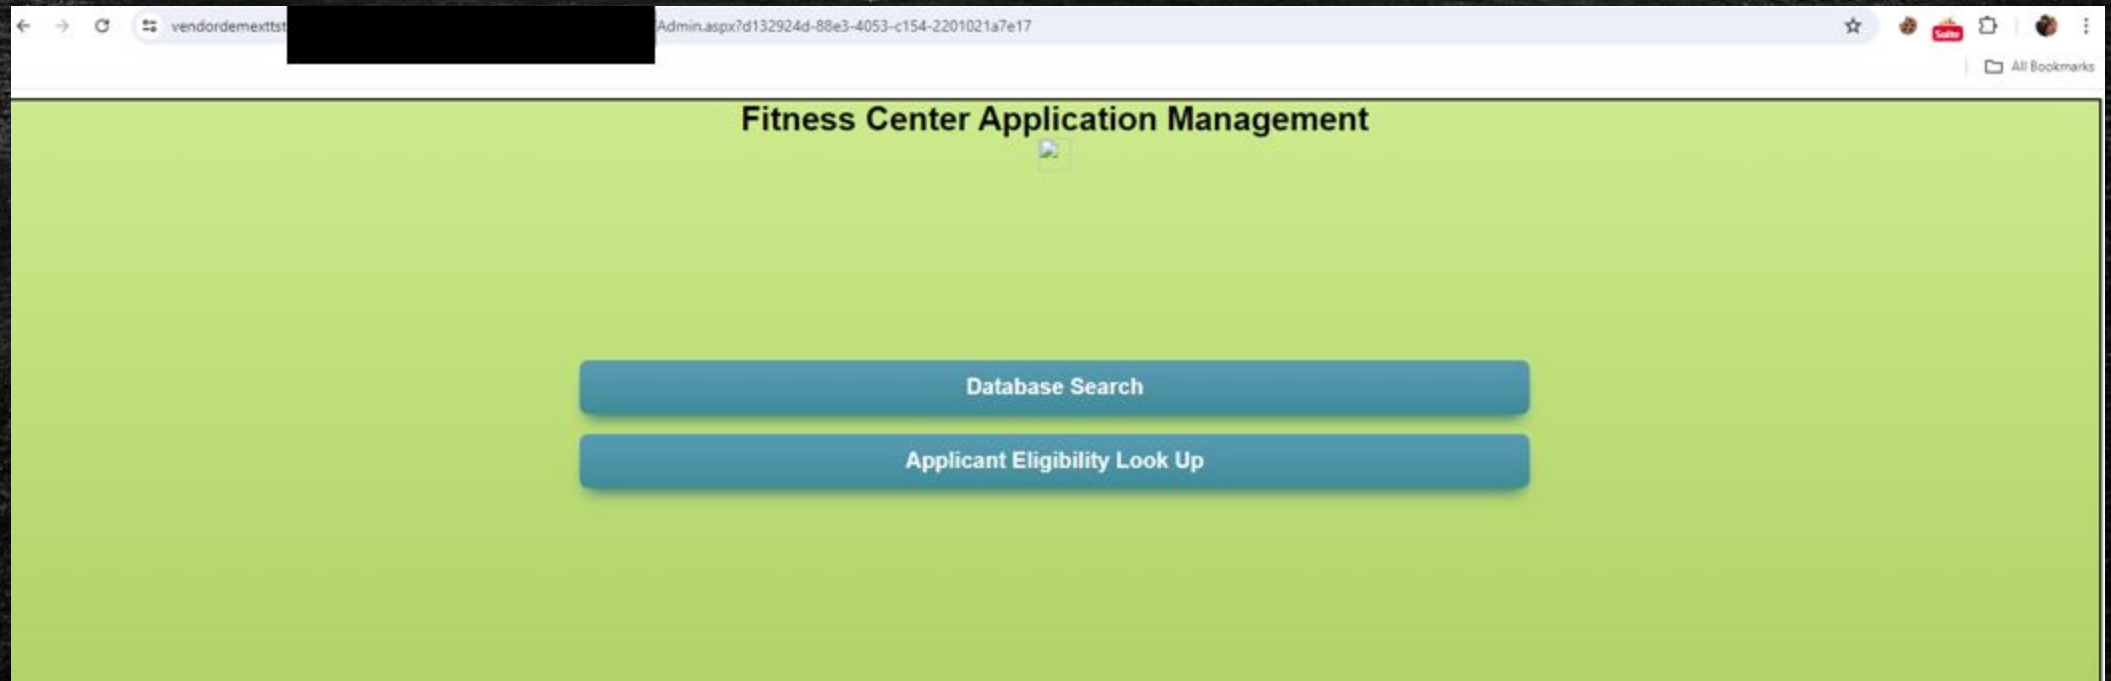 vendordemexttst
Admin.aspx?d132924d-88e3-4053-c154-2201021a7e17
Suite
All Bookmarks
Fitness Center Application Management
Database Search
Applicant Eligibility Look Up